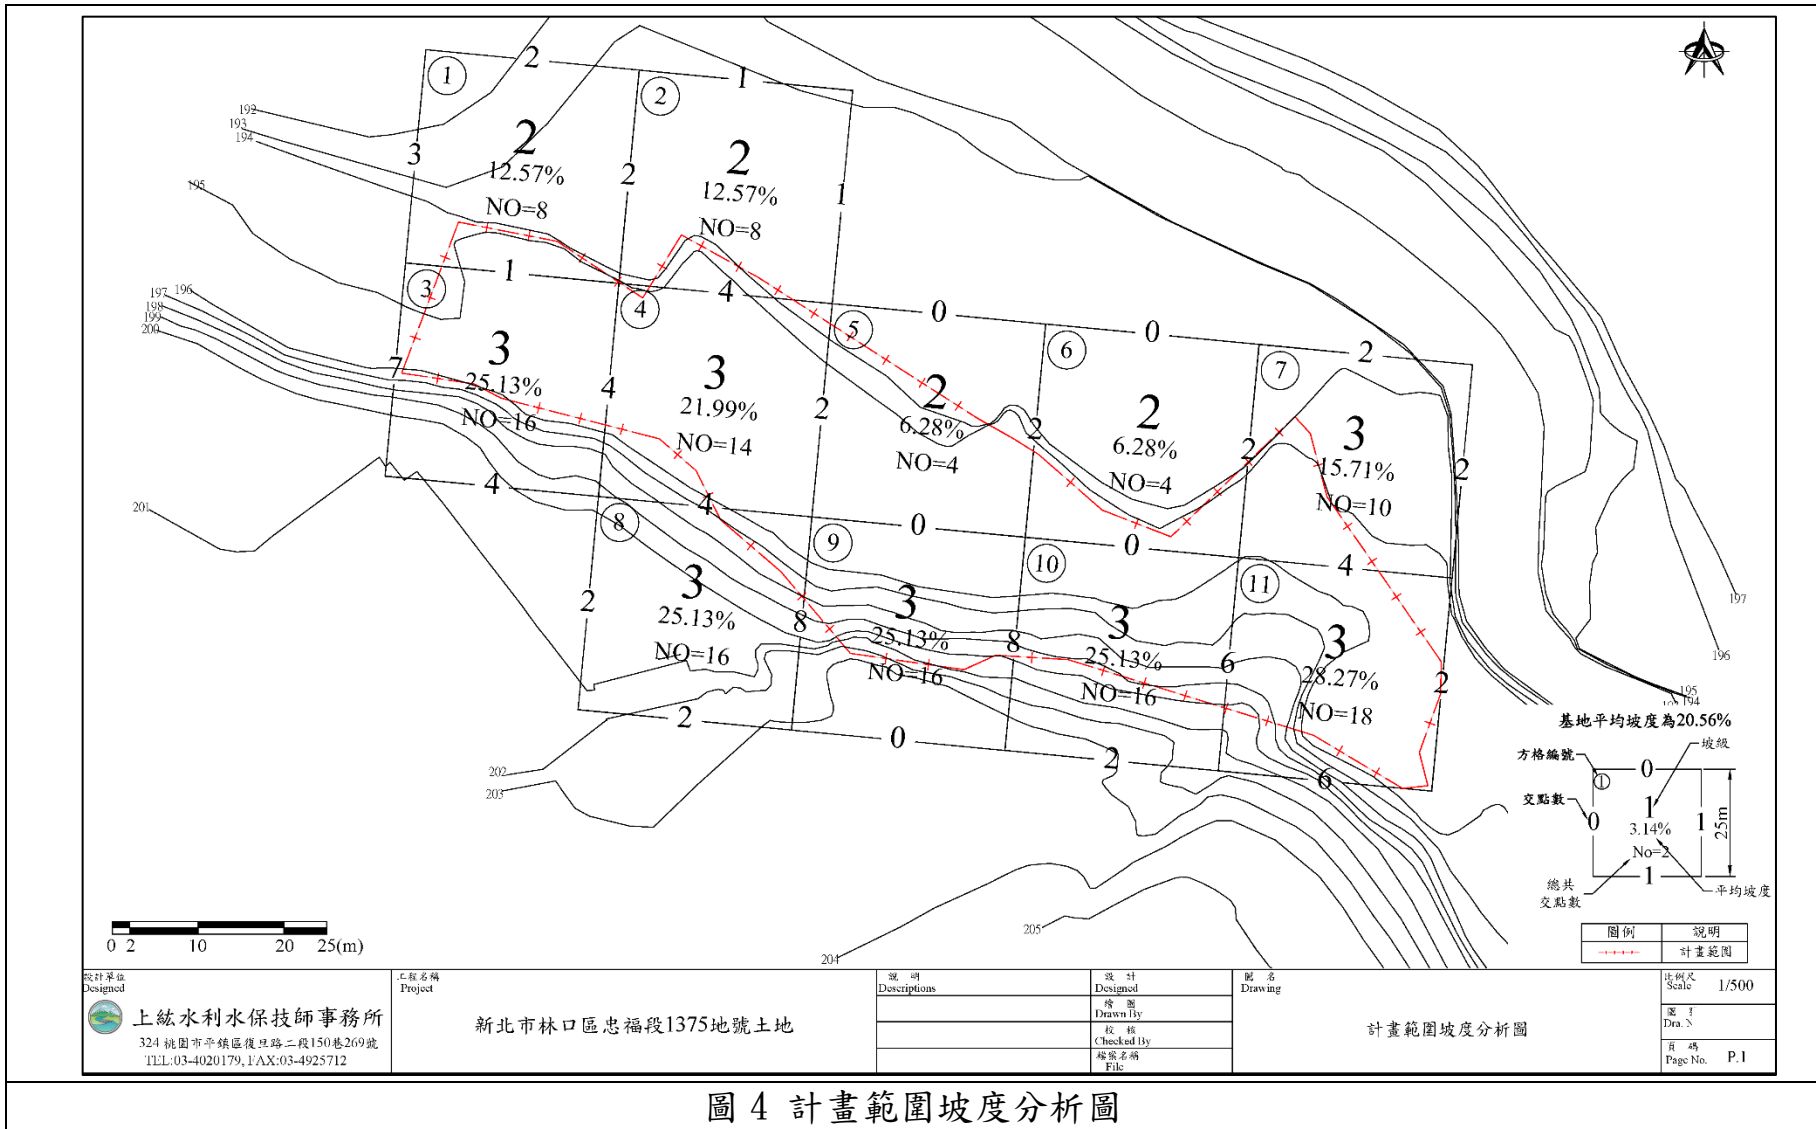 1
2
2
1
192
193
194
3
2
12.57%
NO=8
2
2
12.57%
NO=8
1
195
3
1
4
4
0
5
0
6
2
7
197
196
198
199
200
7
3
25.13%
NO=16
4
3
21.99%
NO=14
2
2
6.28%
NO=4
2
2
6.28%
NO=4
2
3
15.71%
NO=10
2
201
4
8
4
9
0
10
0
11
4
2
3
25.13%
NO=16
8
3
25.13%
NO=16
8
3
25.13%
NO=16
6
3
28.27%
NO=18
2
197
196
195
194
2
0
2
6
202
203
204
205
基地平均坡度為20.56%
坡級
方格編號
0
1
交點數
0
1
3.14%
No=2
1
25m
1
總共
交點數
平均坡度
0 2 10 20 25(m)
圖例 說明
計畫範圍
設計單位
Designed
上紘水利水保技師事務所
324 桃園市平鎮區復旦路二段150巷269號
TEL:03-4020179, FAX:03-4925712
工程名稱
Project
新北市林口區忠福段1375地號土地
說 明
Descriptions
設 計
Designed
繪 圖
Drawn By
校 核
Checked By
檔案名稱
File
圖 名
Drawing
計畫範圍坡度分析圖
比例尺
Scale 1/500
圖
Dra. N
頁 碼
Page No. P.1
圖 4 計畫範圍坡度分析圖